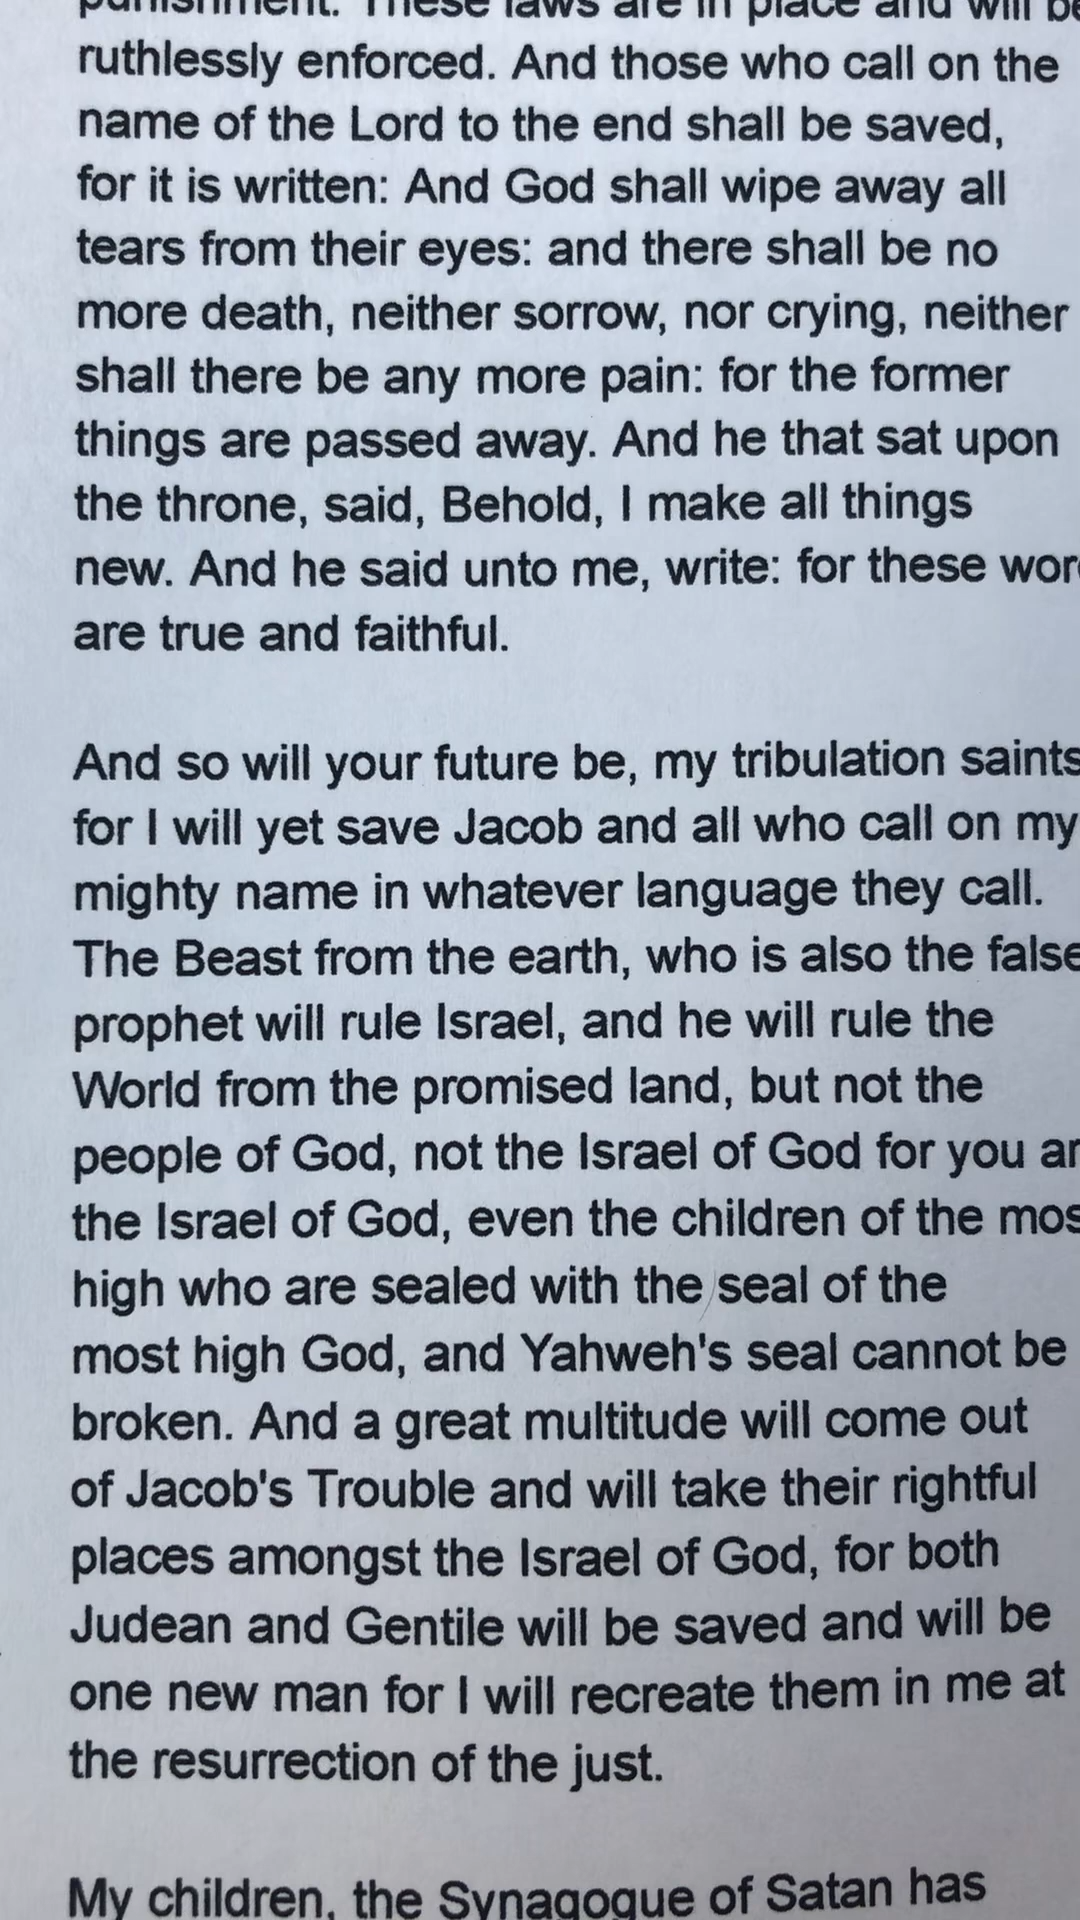 punishment. These laws are in place and will be
ruthlessly enforced. And those who call on the
name of the Lord to the end shall be saved,
for it is written: And God shall wipe away all
tears from their eyes: and there shall be no
more death, neither sorrow, nor crying, neither
shall there be any more pain: for the former
things are passed away. And he that sat upon
the throne, said, Behold, I make all things
new. And he said unto me, write: for these wor
are true and faithful.
And so will your future be, my tribulation saints
for I will yet save Jacob and all who call on my
mighty name in whatever language they call.
The Beast from the earth, who is also the false
prophet will rule Israel, and he will rule the
World from the promised land, but not the
people of God, not the Israel of God for you ar
the Israel of God, even the children of the mos
high who are sealed with the seal of the
most high God, and Yahweh's seal cannot be
broken. And a great multitude will come out
of Jacob's Trouble and will take their rightful
places amongst the Israel of God, for both
Judean and Gentile will be saved and will be
one new man for I will recreate them in me at
the resurrection of the just.
My children, the Synagogue of Satan has